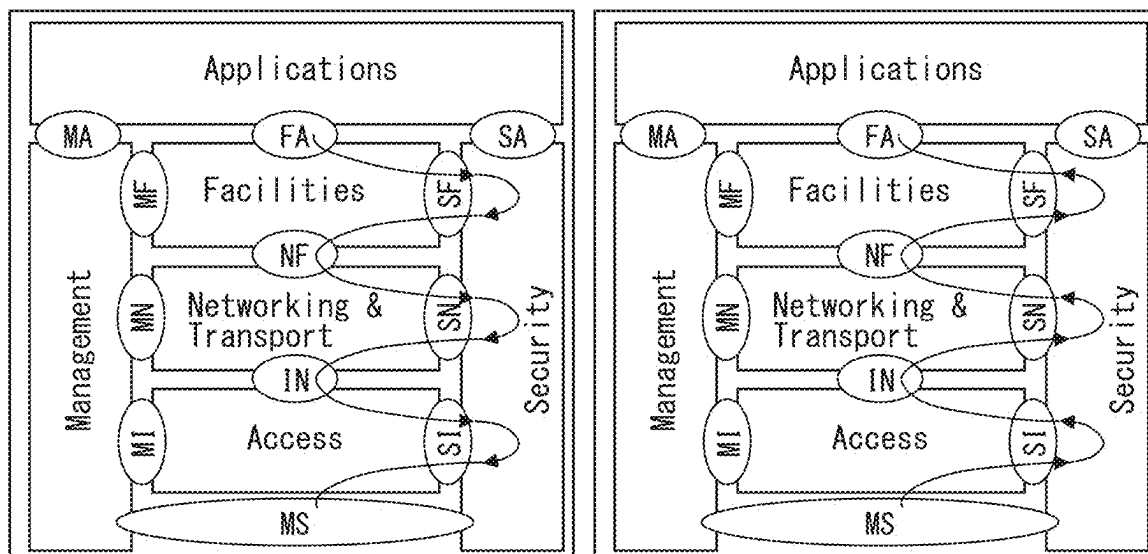 Applications
MA
FA
SA
MF
Facilities
SF
NF
Management
MN
Networking &
Transport
SN
Security
IN
MI
Access
SI
MS
Applications
MA
FA
SA
MF
Facilities
SF
NF
Management
MN
Networking &
Transport
SN
Security
IN
MI
Access
SI
MS